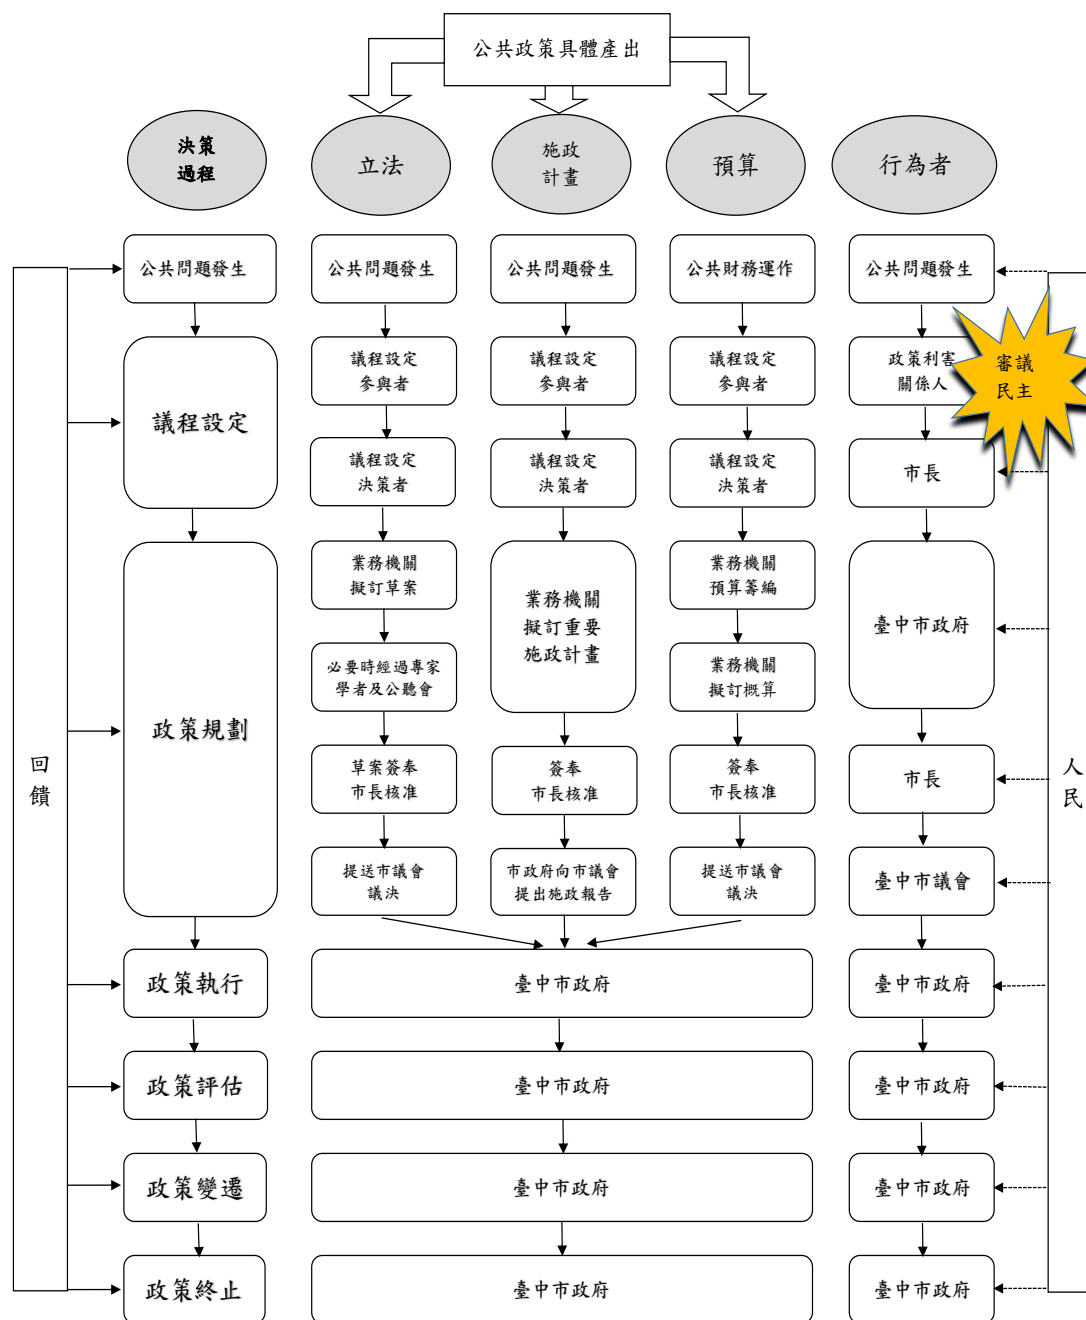 公共政策具體產出
決策
過程
立法
施政
計畫
預算
行為者
公共問題發生
公共問題發生
公共問題發生
公共財務運作
公共問題發生
議程設定
議程設定
參與者
議程設定
參與者
議程設定
參與者
政策利害
關係人
審議
民主
議程設定
決策者
議程設定
決策者
議程設定
決策者
市長
政策規劃
業務機關
擬訂草案
業務機關
擬訂重要
施政計畫
業務機關
預算籌編
臺中市政府
必要時經過專家
學者及公聽會
業務機關
擬訂概算
草案簽奉
市長核准
簽奉
市長核准
簽奉
市長核准
市長
回
饋
人
民
提送市議會
議決
市政府向市議會
提出施政報告
提送市議會
議決
臺中市議會
政策執行
臺中市政府
臺中市政府
政策評估
臺中市政府
臺中市政府
政策變遷
臺中市政府
臺中市政府
政策終止
臺中市政府
臺中市政府